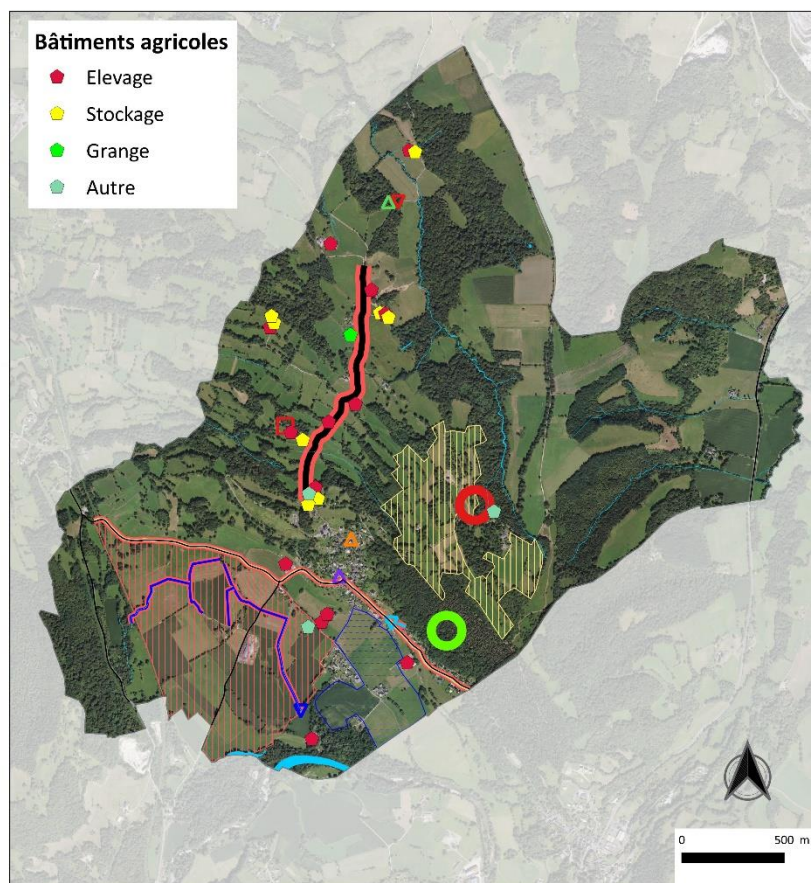 Bâtiments agricoles
Elevage
Stockage
Grange
Autre
0 500 m